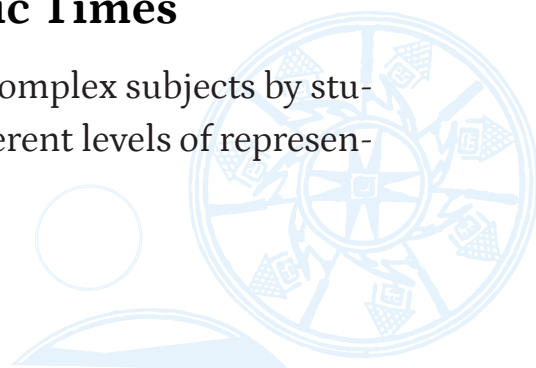 ic Times
omplex subjects by stu-
erent levels of represen-